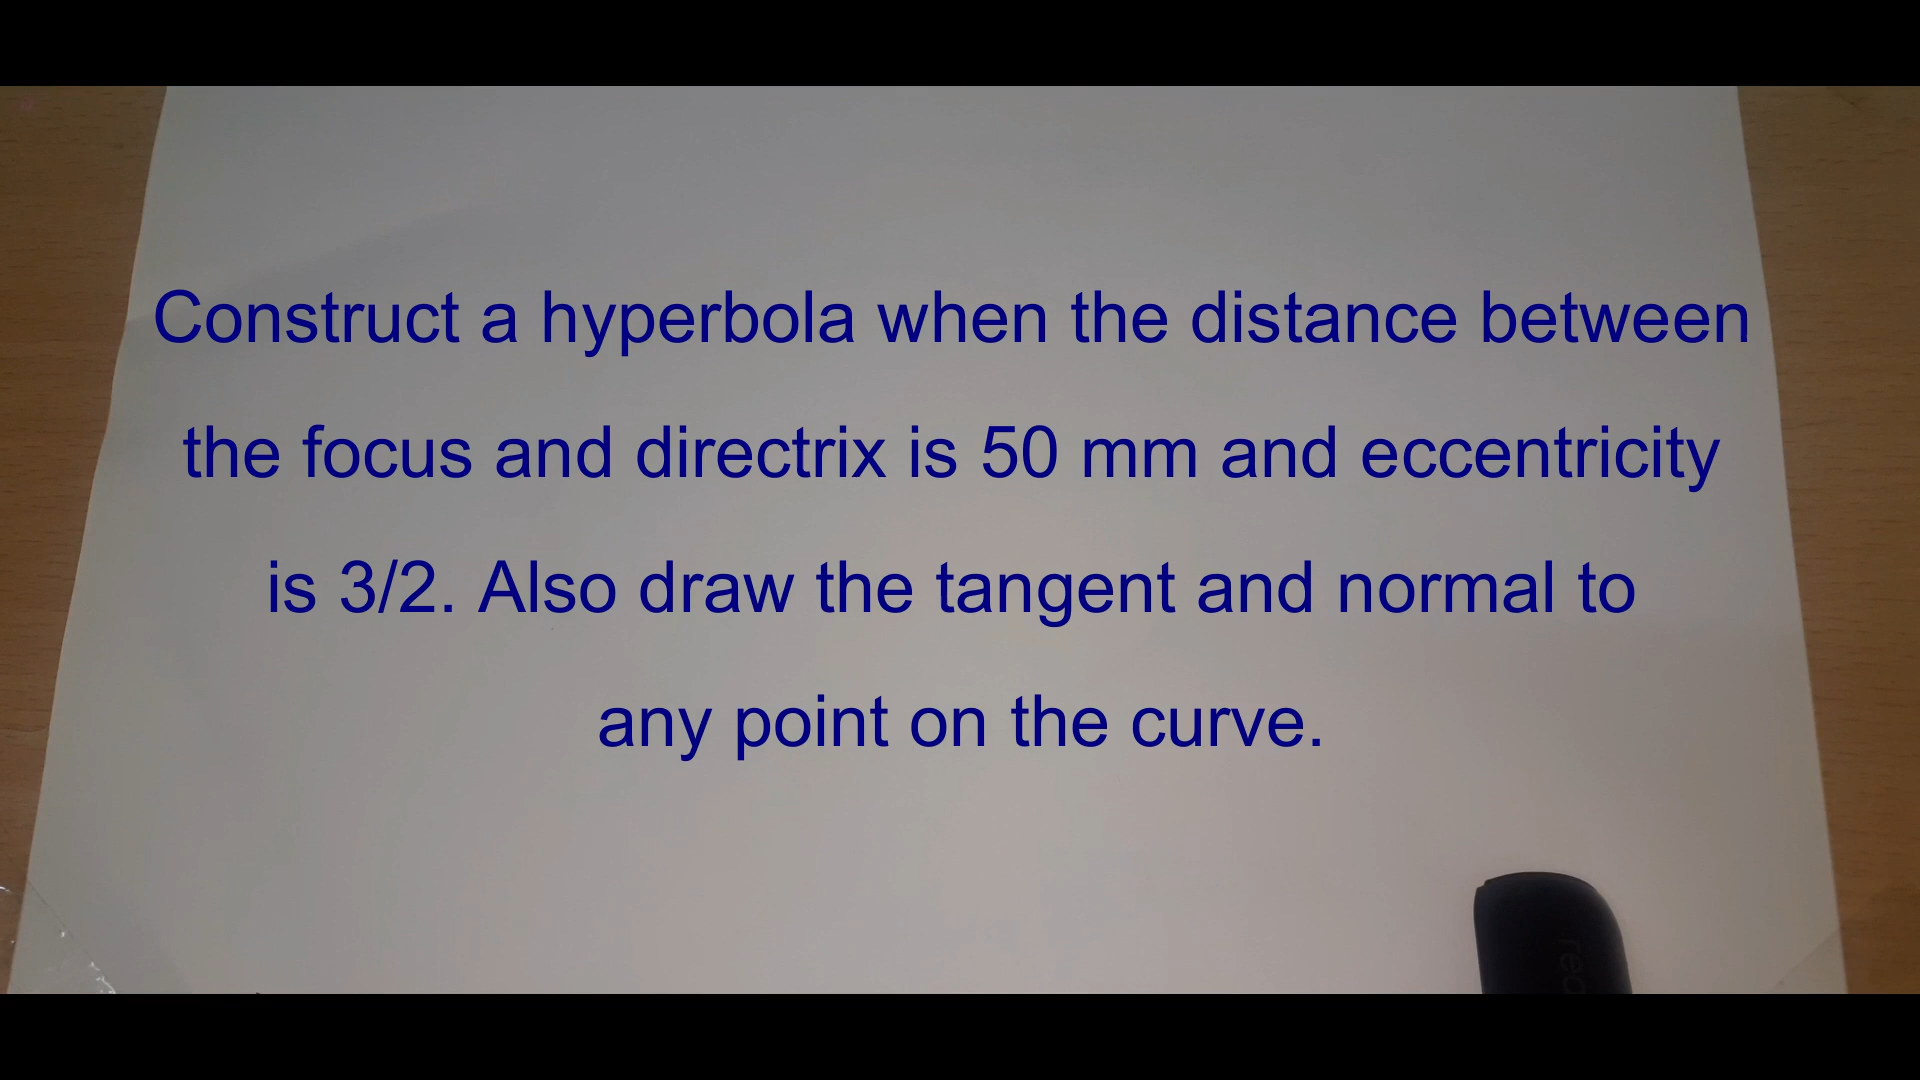 Construct a hyperbola when the distance between
the focus and directrix is 50 mm and eccentricity
is 3/2. Also draw the tangent and normal to
any point on the curve.